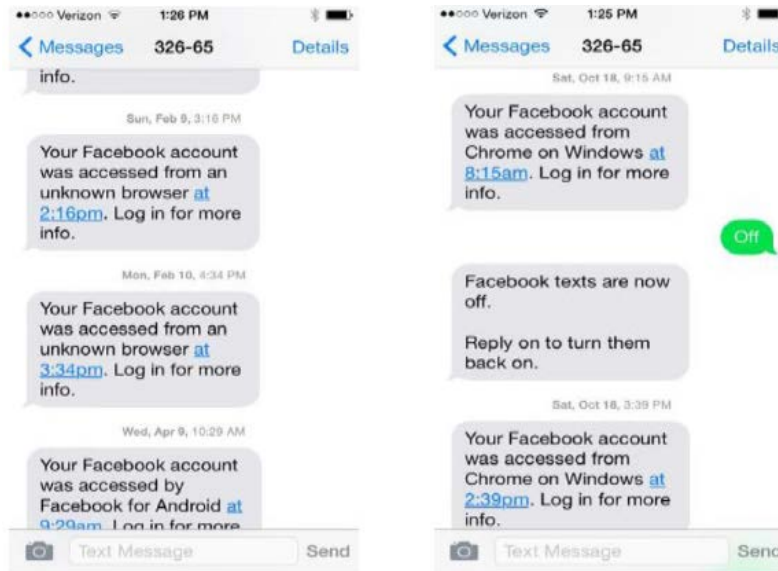 Verizon 1:26 PM
Messages 326-65 Details
info.
Sun, Feb 9, 3:16 PM
Your Facebook account
was accessed from an
unknown browser at
2:16pm. Log in for more
info.
Mon, Feb 10, 4:34 PM
Your Facebook account
was accessed from an
unknown browser at
3:34pm. Log in for more
info.
Wed, Apr 9, 10:29 AM
Your Facebook account
was accessed by
Facebook for Android at
9:29am. Log in for more
Text Message Send
Verizon 1:25 PM
Messages 326-65 Details
Sat, Oct 18, 9:15 AM
Your Facebook account
was accessed from
Chrome on Windows at
8:15am. Log in for more
info.
Off
Facebook texts are now
off.
Reply on to turn them
back on.
Sat, Oct 18, 3:39 PM
Your Facebook account
was accessed from
Chrome on Windows at
2:39pm. Log in for more
info.
Text Message Send